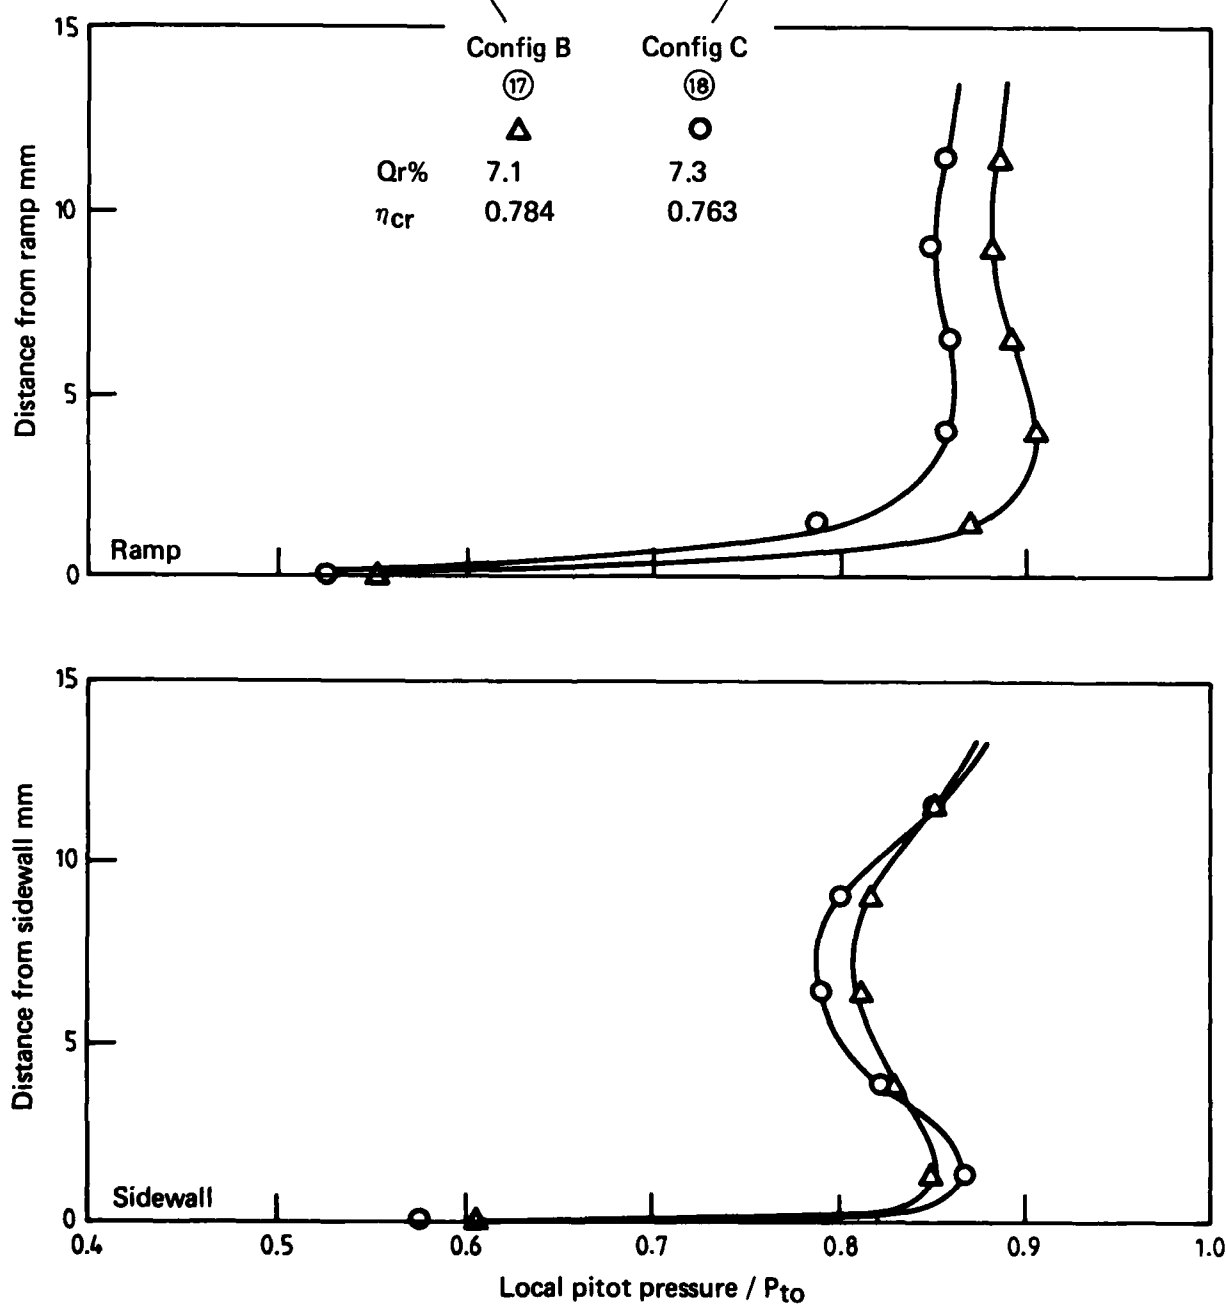 Config B Config C
17 18
Qr% 7.1 7.3
ηcr 0.784 0.763
Distance from ramp mm
15
10
5
0
Ramp
Distance from sidewall mm
15
10
5
0
Sidewall
0.4 0.5 0.6 0.7 0.8 0.9 1.0
Local pitot pressure / Pto